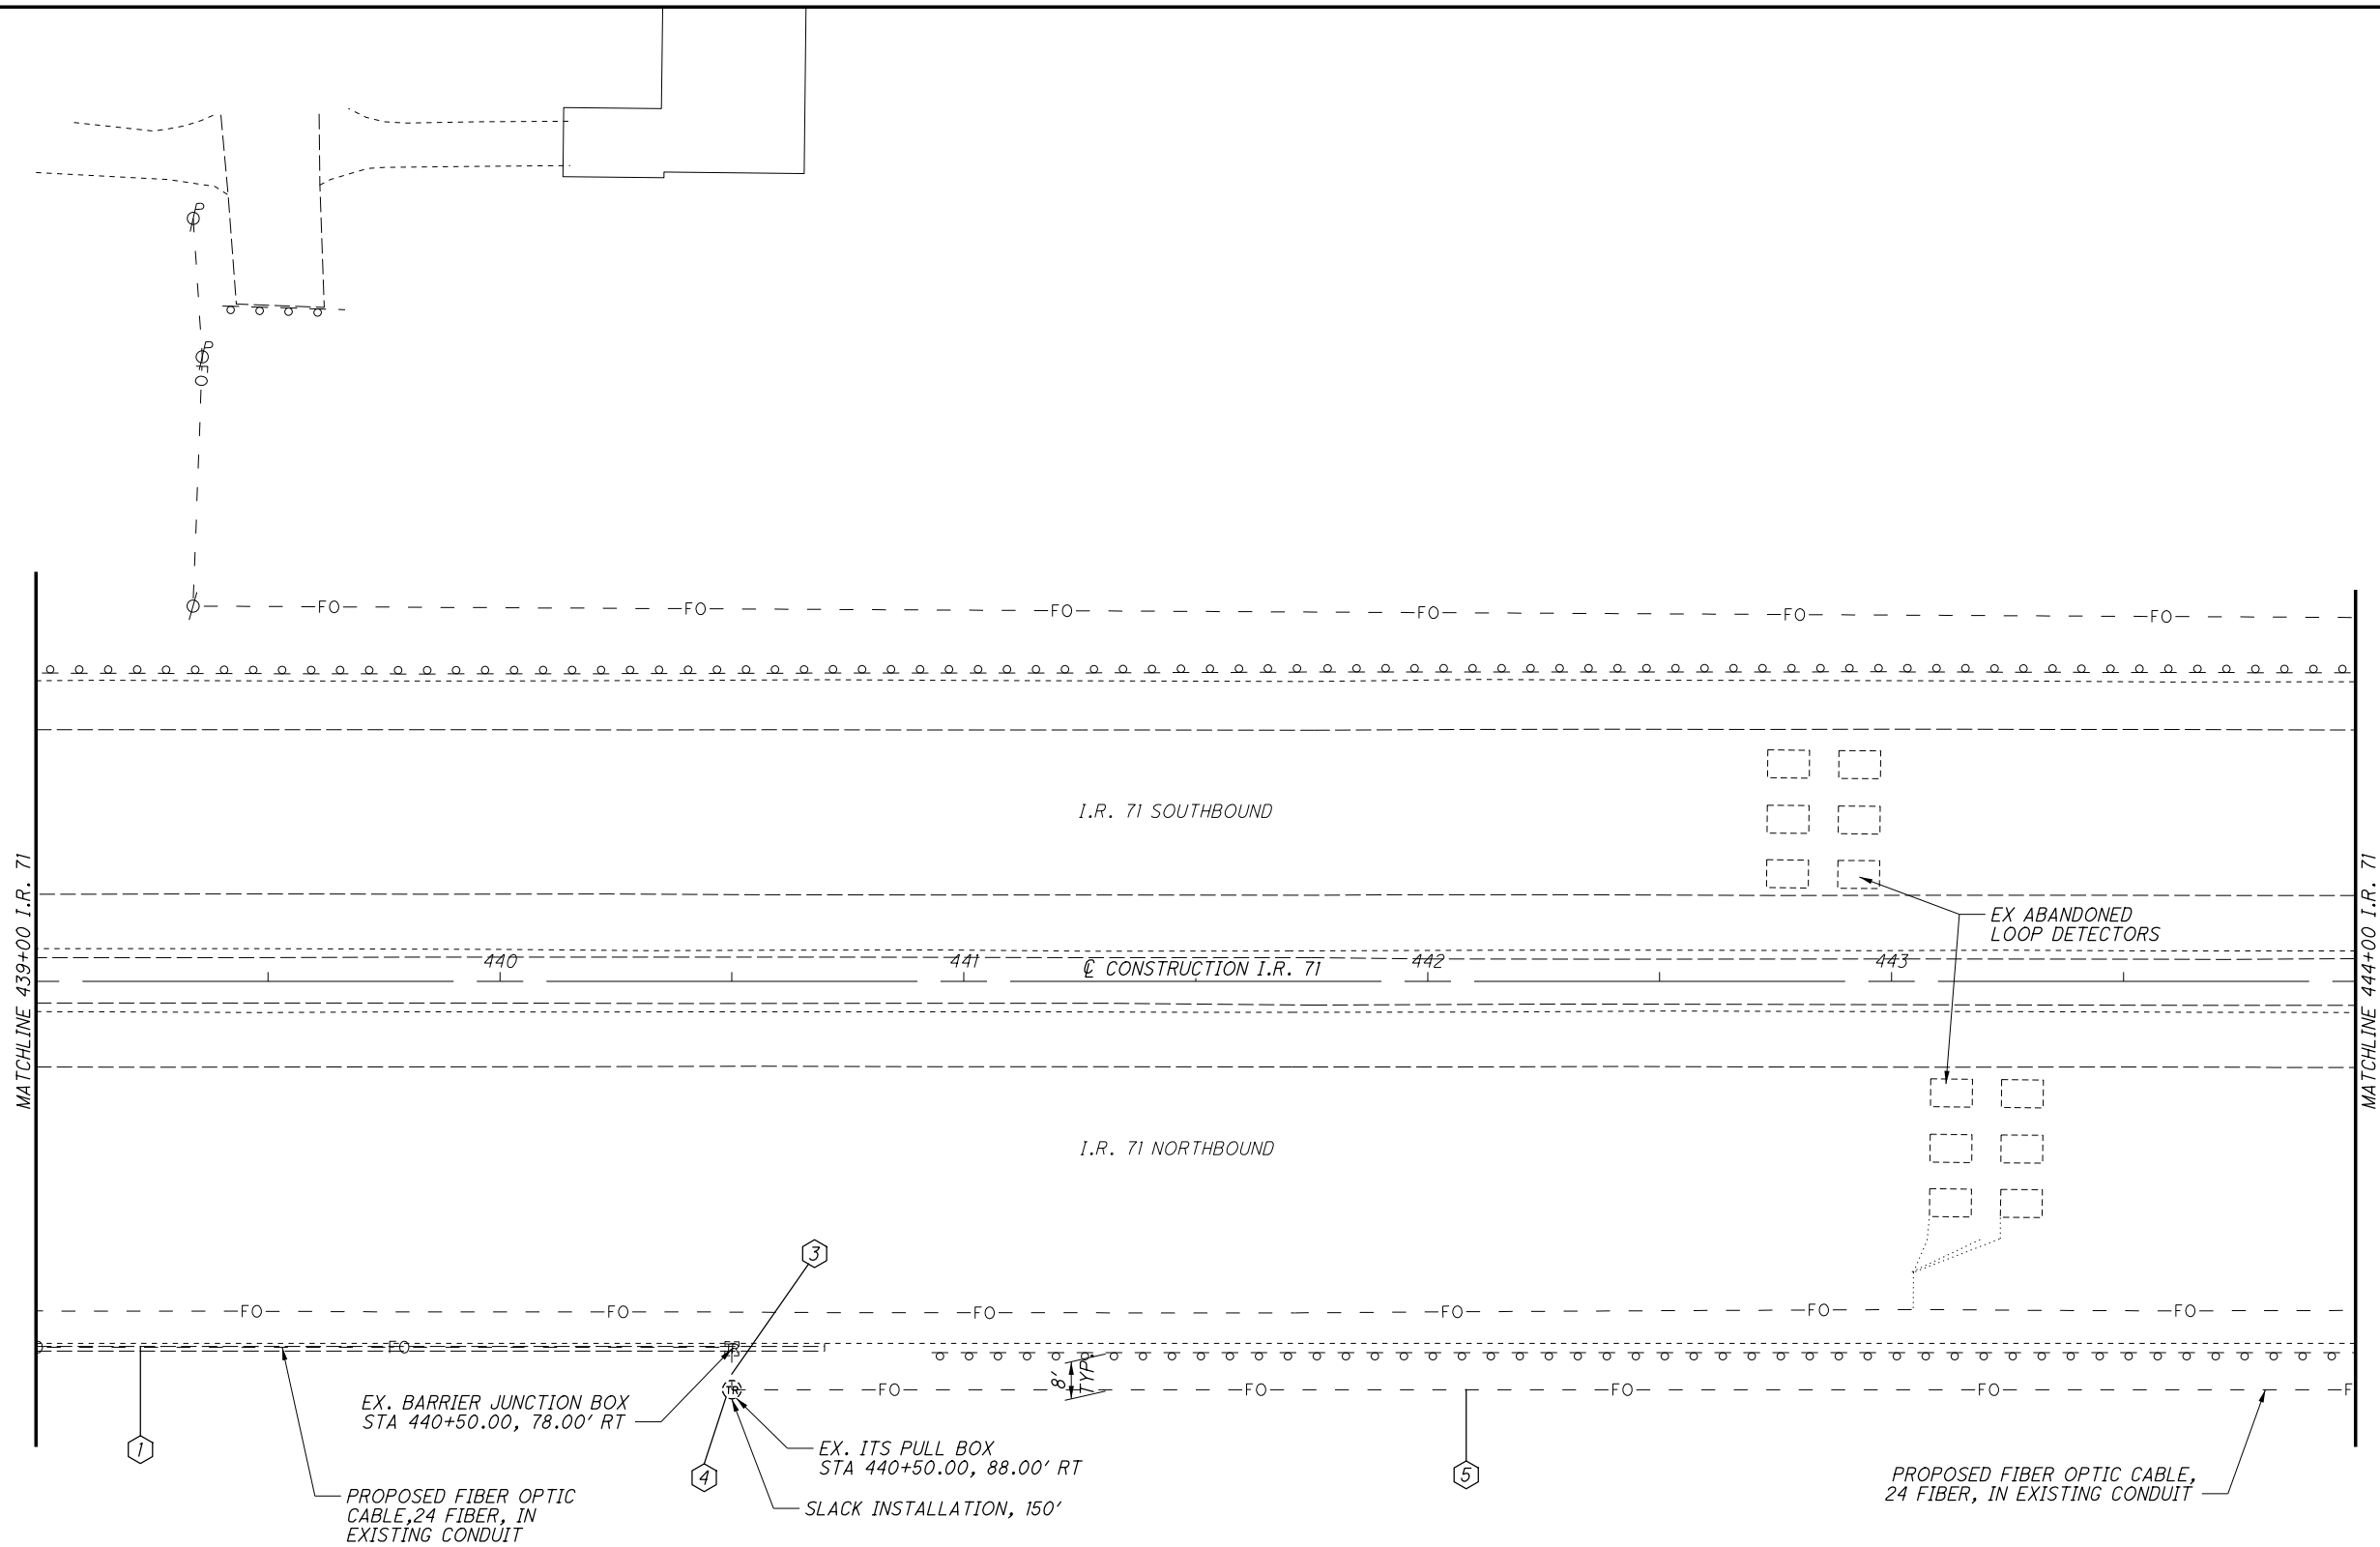 P
P
FO
FO
FO
FO
FO
FO
FO
I.R. 71 SOUTHBOUND
MATCHLINE 439+00 I.R. 71
MATCHLINE 444+00 I.R. 71
EX ABANDONED
LOOP DETECTORS
440
441
442
443
℄ CONSTRUCTION I.R. 71
I.R. 71 NORTHBOUND
3
FO
FO
FO
FO
FO
FO
O
FO
TR
FO
FO
FO
FO
F
8'
TYP.
EX. BARRIER JUNCTION BOX
STA 440+50.00, 78.00' RT
1
4
5
EX. ITS PULL BOX
STA 440+50.00, 88.00' RT
SLACK INSTALLATION, 150'
PROPOSED FIBER OPTIC
CABLE,24 FIBER, IN
EXISTING CONDUIT
PROPOSED FIBER OPTIC CABLE,
24 FIBER, IN EXISTING CONDUIT